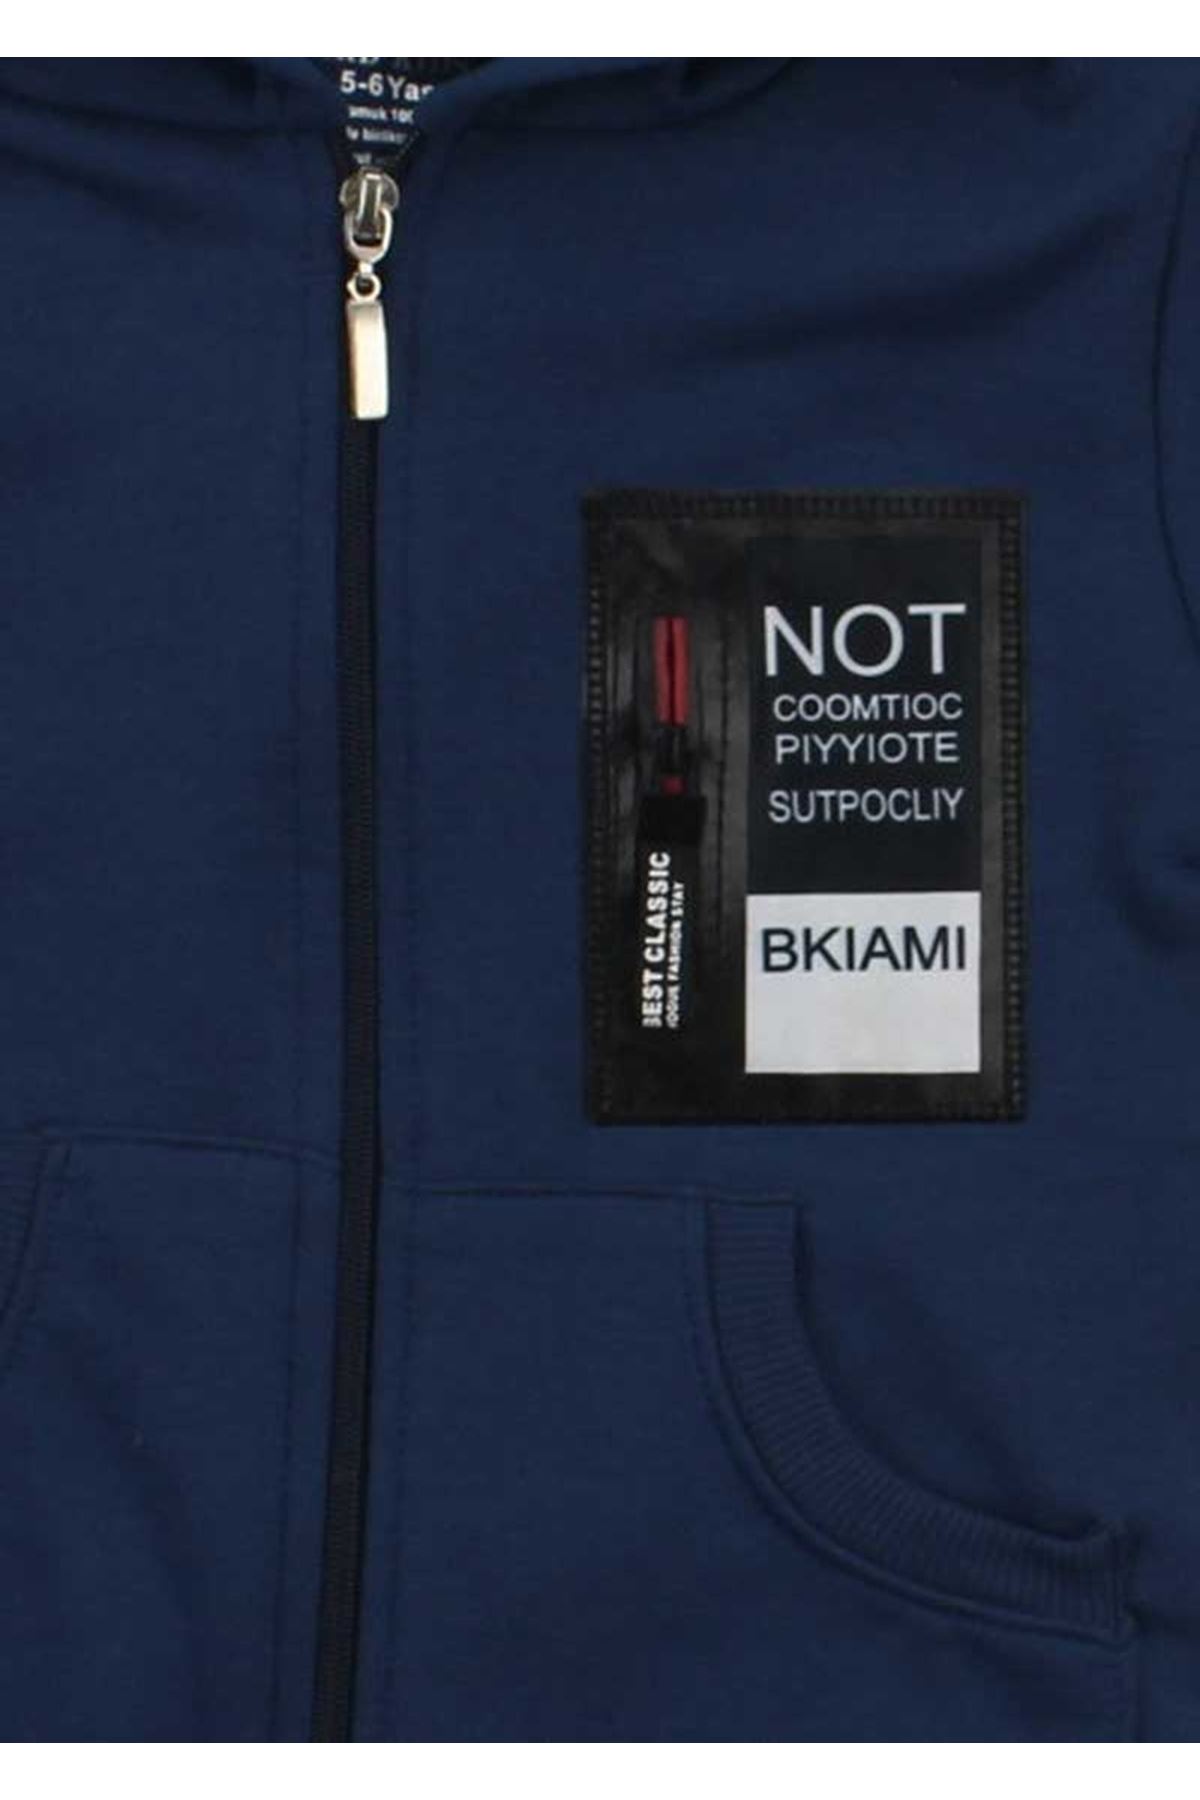 5-6 Yaş
NOT
COOMTIOC
PIYYIOTE
SUTPOCLIY
BKIAMI
BEST CLASSIC
VOGUE FASHION STAY